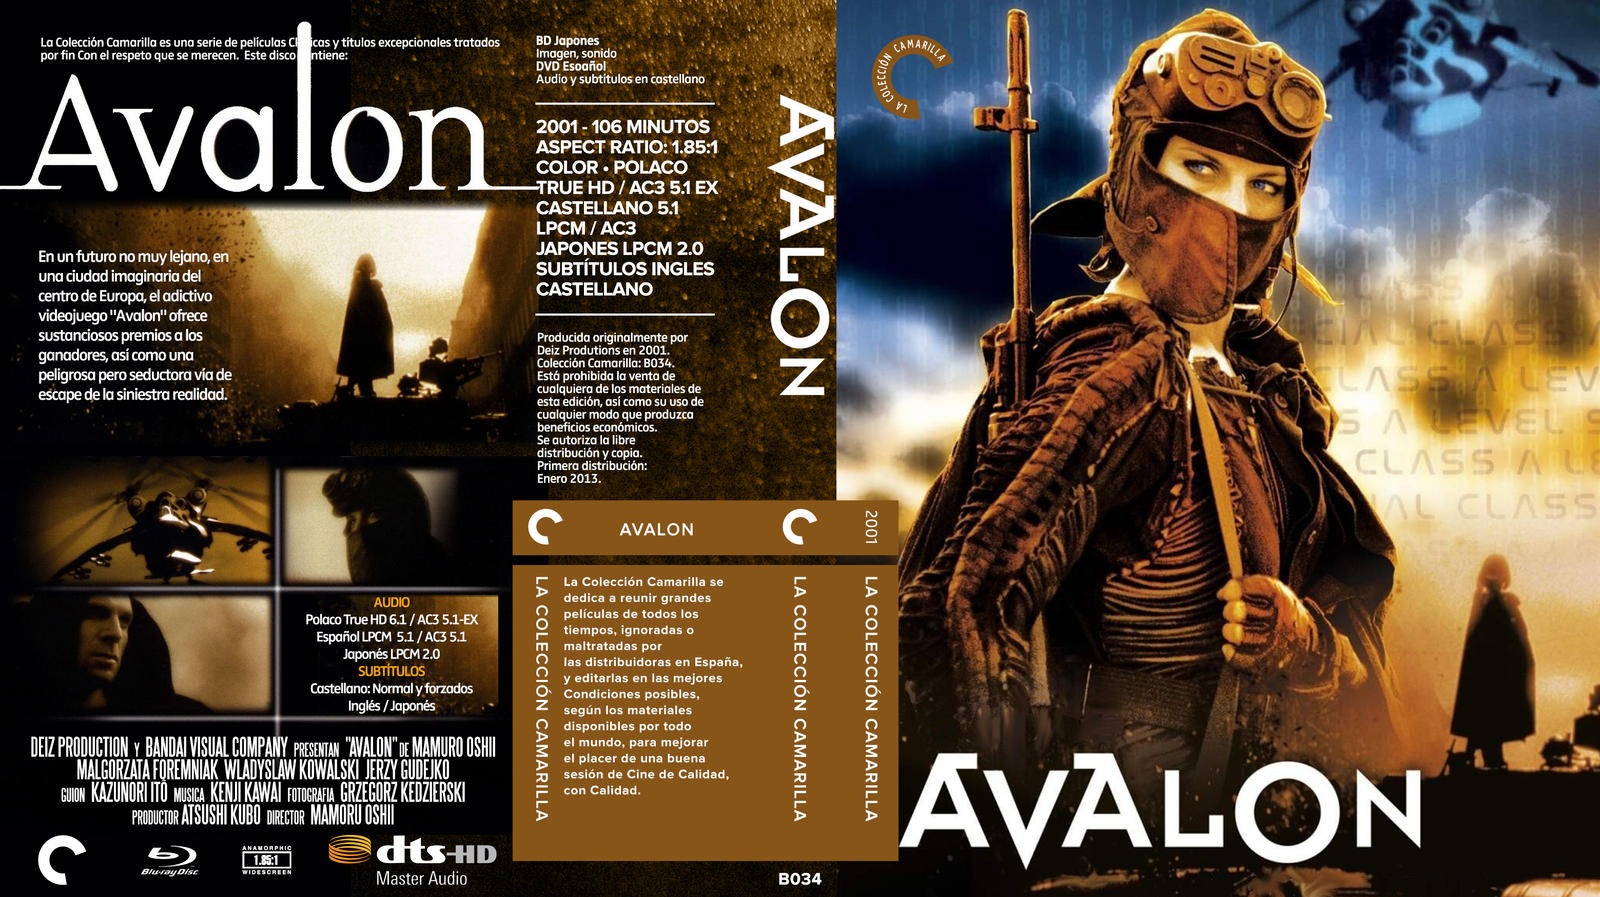 La Colección Camarilla es una serie de películas Cl icas y títulos excepcionales tratados
por fin Con el respeto que se merecen. Este disco ntiene:
Avalon
En un futuro no muy lejano, en
una ciudad imaginaria del
centro de Europa, el adictivo
videojuego "Avalon" ofrece
sustanciosos premios a los
ganadores, así como una
peligrosa pero seductora vía de
escape de la siniestra realidad.
AUDIO
Polaco True HD 6.1 / AC3 5.1-EX
Español LPCM 5.1 / AC3 5.1
Japonés LPCM 2.0
SUBTÍTULOS
Castellano: Normal y forzados
Inglés / Japonés
DEIZ PRODUCTION Y BANDAI VISUAL COMPANY PRESENTAN "AVALON" DE MAMURO OSHII
MALGORZATA FOREMNIAK WLADYSLAW KOWALSKI JERZY GUDEJKO
GUION KAZUNORI ITÒ MUSICA KENJI KAWAI FOTOGRAFIA GRZEGORZ KEDZIERSKI
PRODUCTOR ATSUSHI KUBO DIRECTOR MAMORU OSHII
Blu-ray Disc
ANAMORPHIC
1.85:1
WIDESCREEN
dts-HD
Master Audio
BD Japones
Imagen, sonido
DVD Esoañol
Audio y subtítulos en castellano
2001 - 106 MINUTOS
ASPECT RATIO: 1.85:1
COLOR • POLACO
TRUE HD / AC3 5.1 EX
CASTELLANO 5.1
LPCM / AC3
JAPONES LPCM 2.0
SUBTÍTULOS INGLES
CASTELLANO
Producida originalmente por
Deiz Produtions en 2001.
Colección Camarilla: B034.
Está prohibida la venta de
cualquiera de los materiales de
esta edición, así como su uso de
cualquier modo que produzca
beneficios económicos.
Se autoriza la libre
distribución y copia.
Primera distribución:
Enero 2013.
AVALON
LA COLECCIÓN CAMARILLA
La Colección Camarilla se
dedica a reunir grandes
películas de todos los
tiempos, ignoradas o
maltratadas por
las distribuidoras en España,
y editarlas en las mejores
Condiciones posibles,
según los materiales
disponibles por todo
el mundo, para mejorar
el placer de una buena
sesión de Cine de Calidad,
con Calidad.
AVALON
LA COLECCIÓN CAMARILLA
B034
2001
LA COLECCIÓN CAMARILLA
LA COLECCIÓN CAMARILLA
CIAL CLASS
CLASS A LEV
S A LEVEL S
CLASS A LE
IAL CLASS
AVALON